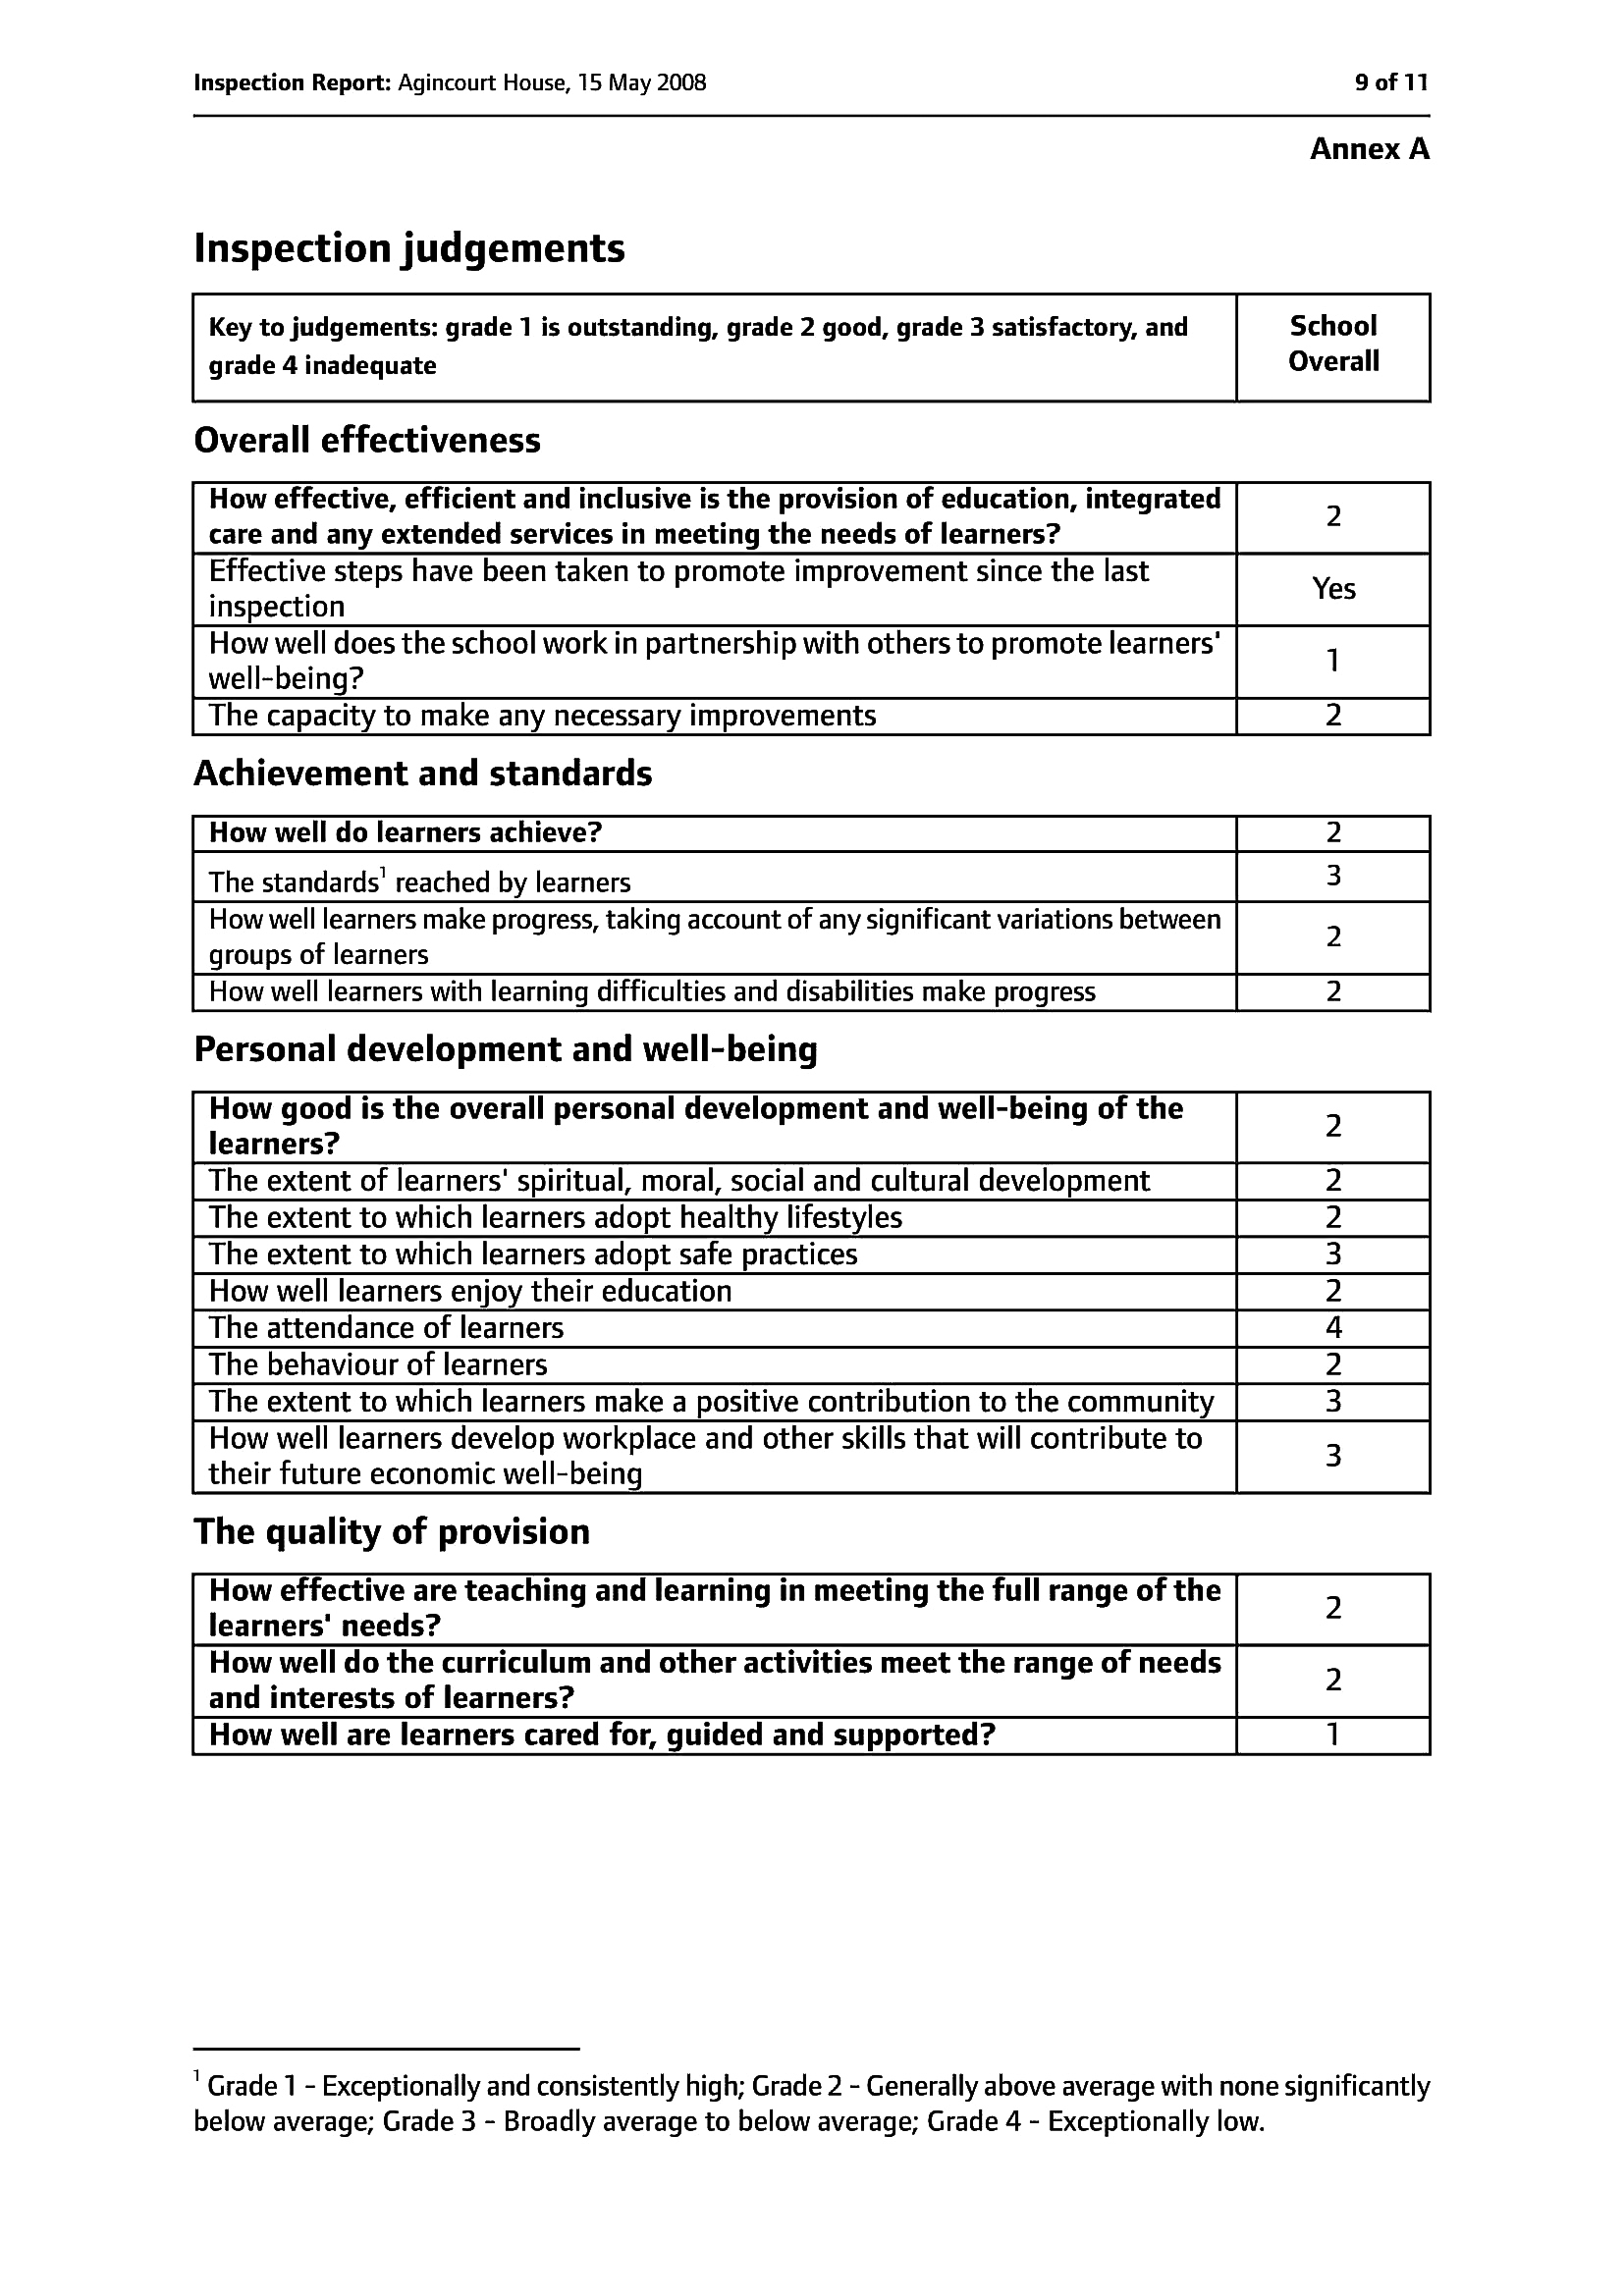 Inspection Report: Agincourt House, 15 May 2008 9 of 11
Annex A
Inspection judgements
Key to judgements: grade 1 is outstanding, grade 2 good, grade 3 satisfactory, and
grade 4 inadequate
School
Overall
Overall effectiveness
How effective, efficient and inclusive is the provision of education, integrated
care and any extended services in meeting the needs of learners?
2
Effective steps have been taken to promote improvement since the last
inspection
Yes
How well does the school work in partnership with others to promote learners'
well-being?
1
The capacity to make any necessary improvements 2
Achievement and standards
How well do learners achieve? 2
The standards¹ reached by learners 3
How well learners make progress, taking account of any significant variations between
groups of learners
2
How well learners with learning difficulties and disabilities make progress 2
Personal development and well-being
How good is the overall personal development and well-being of the
learners?
2
The extent of learners' spiritual, moral, social and cultural development 2
The extent to which learners adopt healthy lifestyles 2
The extent to which learners adopt safe practices 3
How well learners enjoy their education 2
The attendance of learners 4
The behaviour of learners 2
The extent to which learners make a positive contribution to the community 3
How well learners develop workplace and other skills that will contribute to
their future economic well-being
3
The quality of provision
How effective are teaching and learning in meeting the full range of the
learners' needs?
2
How well do the curriculum and other activities meet the range of needs
and interests of learners?
2
How well are learners cared for, guided and supported? 1
¹ Grade 1 - Exceptionally and consistently high; Grade 2 - Generally above average with none significantly
below average; Grade 3 - Broadly average to below average; Grade 4 - Exceptionally low.